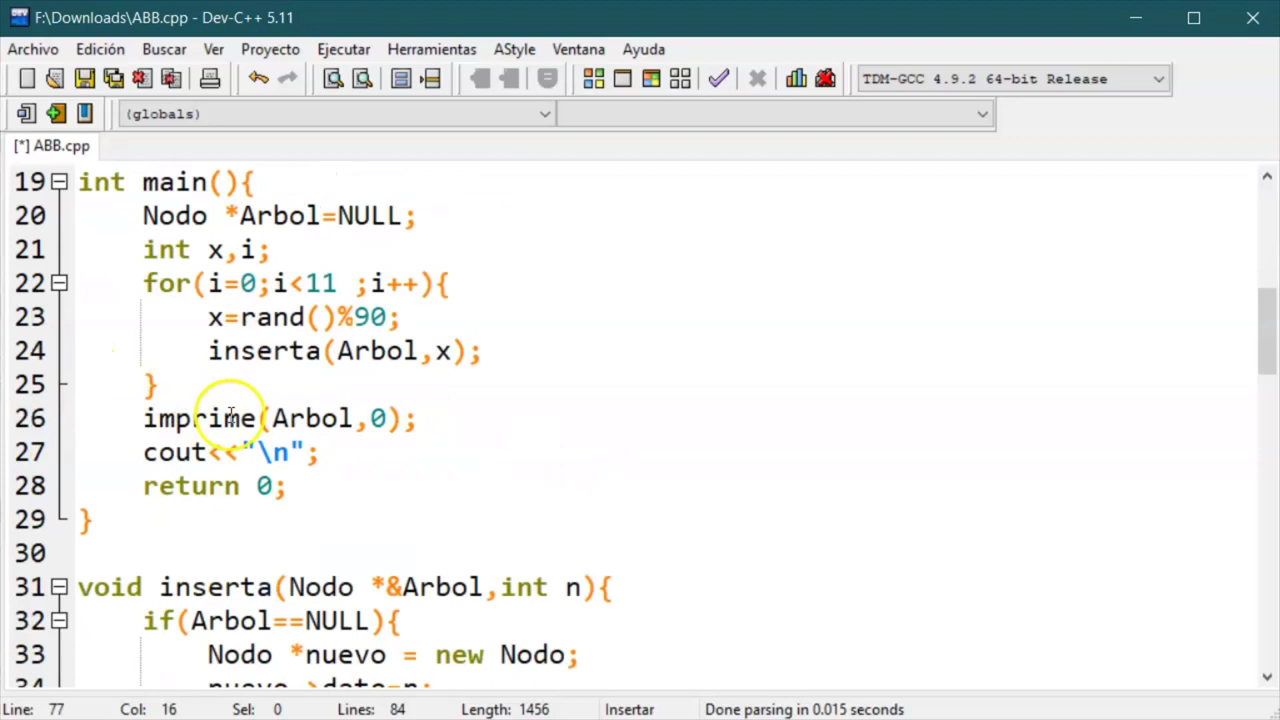 F:\Downloads\ABB.cpp - Dev-C++ 5.11
Archivo Edición Buscar Ver Proyecto Ejecutar Herramientas AStyle Ventana Ayuda
TDM-GCC 4.9.2 64-bit Release
(globals)
[*] ABB.cpp
19 int main(){
20 Nodo *Arbol=NULL;
21 int x,i;
22 for(i=0;i<11 ;i++){
23 x=rand()%90;
24 inserta(Arbol,x);
25 }
26 imprime(Arbol,0);
27 cout<<"\n";
28 return 0;
29 }
30
31 void inserta(Nodo *&Arbol,int n){
32 if(Arbol==NULL){
33 Nodo *nuevo = new Nodo;
34 nuevo->dato=n;
Line: 77 Col: 16 Sel: 0 Lines: 84 Length: 1456 Insertar Done parsing in 0.015 seconds